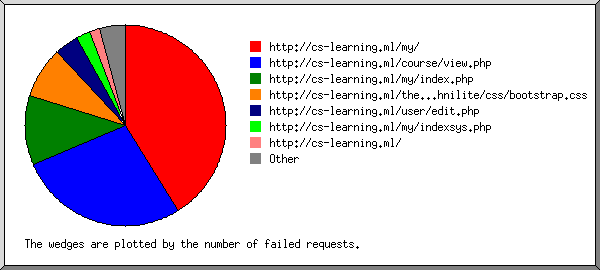 http://cs-learning.ml/my/
http://cs-learning.ml/course/view.php
http://cs-learning.ml/my/index.php
http://cs-learning.ml/the...hnilite/css/bootstrap.css
http://cs-learning.ml/user/edit.php
http://cs-learning.ml/my/indexsys.php
http://cs-learning.ml/
Other
The wedges are plotted by the number of failed requests.